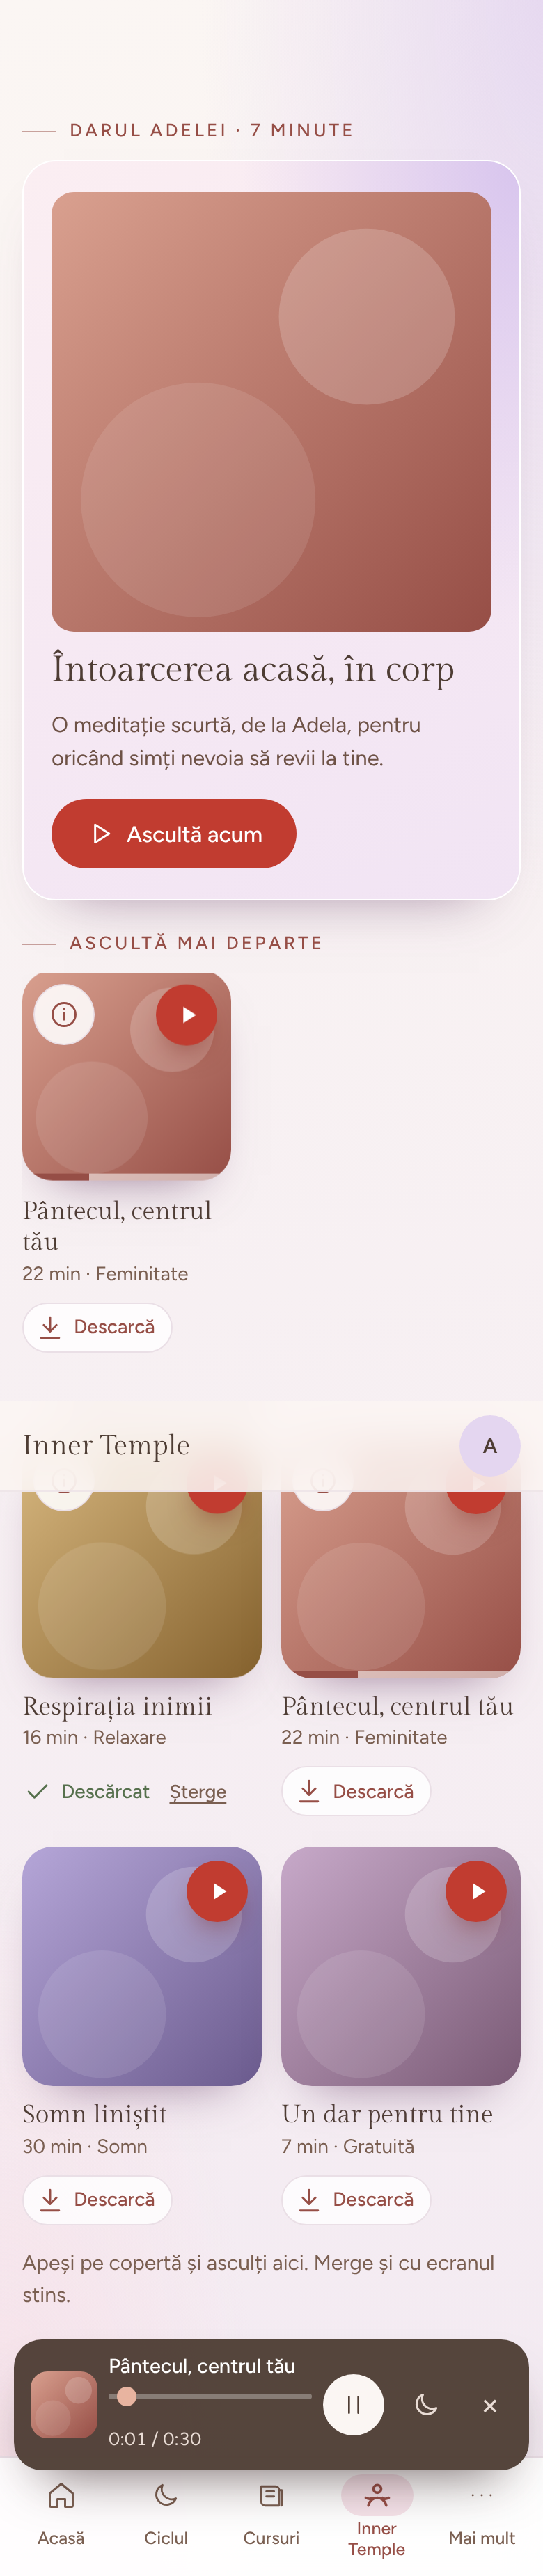 DARUL ADELEI · 7 MINUTE
Întoarcerea acasă, în corp
O meditație scurtă, de la Adela, pentru
oricând simți nevoia să revii la tine.
Ascultă acum
ASCULTĂ MAI DEPARTE
Pântecul, centrul
tău
22 min · Feminitate
Descarcă
Inner Temple
A
Respirația inimii
16 min · Relaxare
Descărcat Șterge
Pântecul, centrul tău
22 min · Feminitate
Descarcă
Somn liniștit
30 min · Somn
Descarcă
Un dar pentru tine
7 min · Gratuită
Descarcă
Apeși pe copertă și asculți aici. Merge și cu ecranul
stins.
Pântecul, centrul tău
0:01 / 0:30
Acasă
Ciclul
Cursuri
Inner
Temple
Mai mult